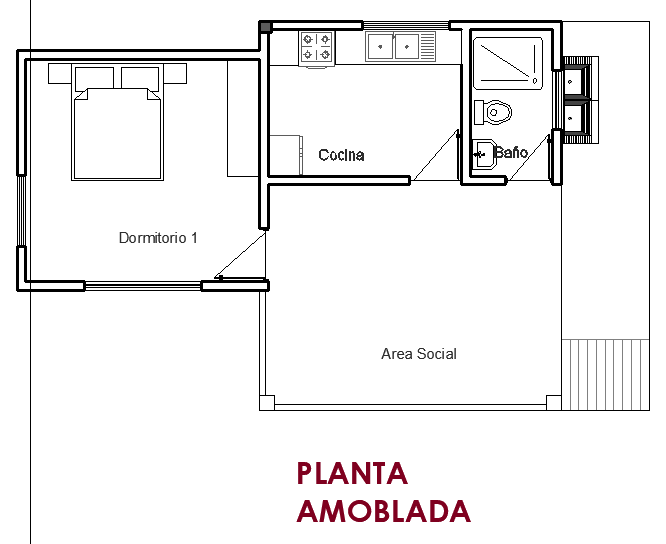 Cocina
Baño
Dormitorio 1
Area Social
PLANTA
AMOBLADA